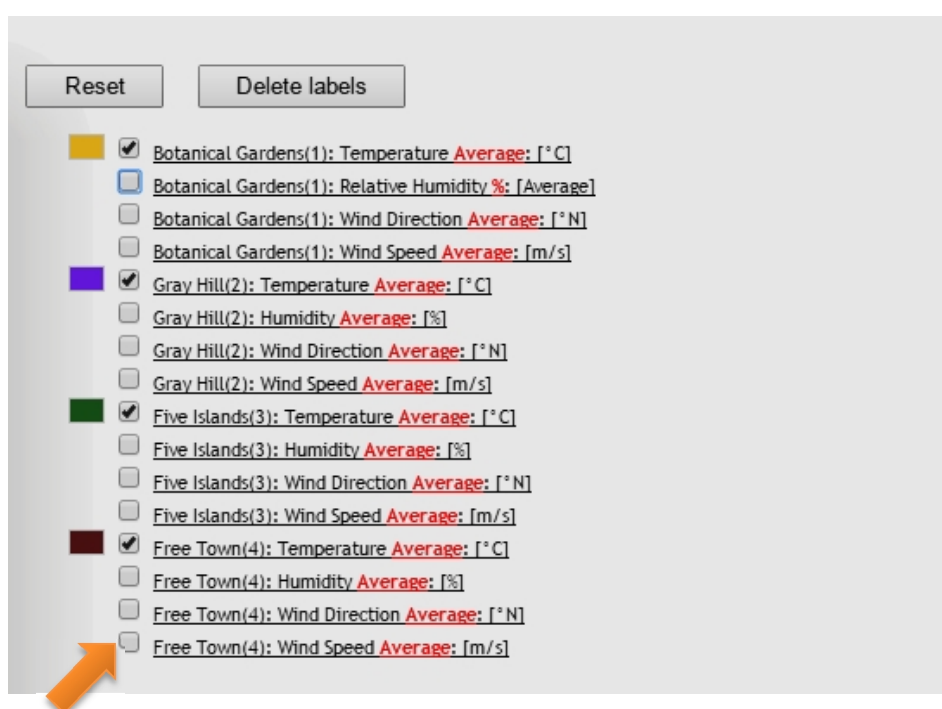 Reset Delete labels
Botanical Gardens(1): Temperature Average: [°C]
Botanical Gardens(1): Relative Humidity %: [Average]
Botanical Gardens(1): Wind Direction Average: [°N]
Botanical Gardens(1): Wind Speed Average: [m/s]
Gray Hill(2): Temperature Average: [°C]
Gray Hill(2): Humidity Average: [%]
Gray Hill(2): Wind Direction Average: [°N]
Gray Hill(2): Wind Speed Average: [m/s]
Five Islands(3): Temperature Average: [°C]
Five Islands(3): Humidity Average: [%]
Five Islands(3): Wind Direction Average: [°N]
Five Islands(3): Wind Speed Average: [m/s]
Free Town(4): Temperature Average: [°C]
Free Town(4): Humidity Average: [%]
Free Town(4): Wind Direction Average: [°N]
Free Town(4): Wind Speed Average: [m/s]